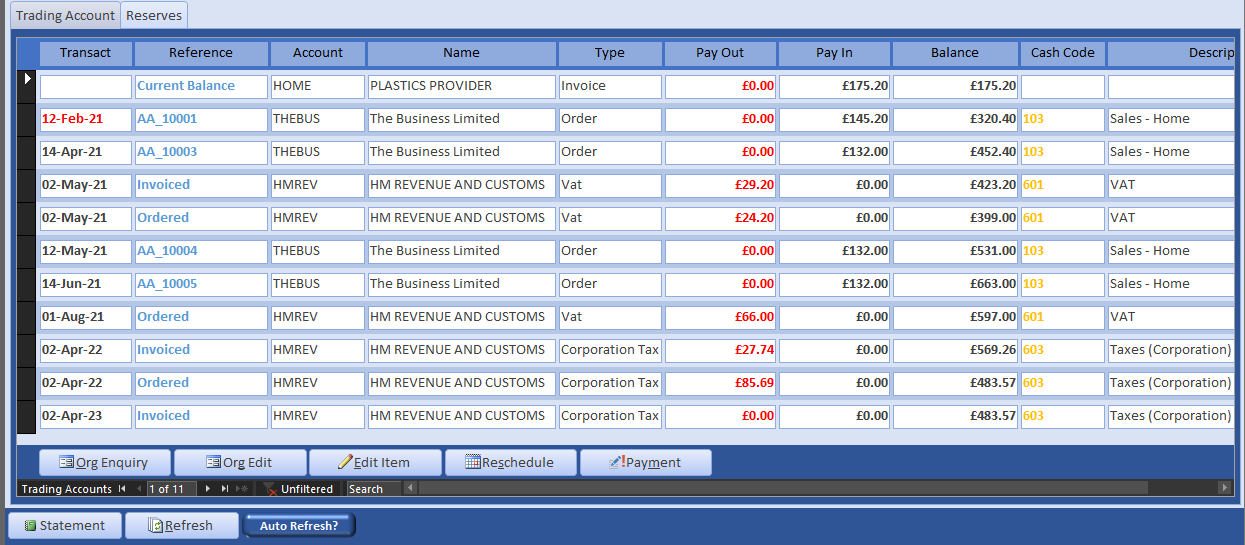 Trading Account Reserves
Transact Reference Account Name Type Pay Out Pay In Balance Cash Code Descrip
Current Balance HOME PLASTICS PROVIDER Invoice £0.00 £175.20 £175.20
12-Feb-21 AA_10001 THEBUS The Business Limited Order £0.00 £145.20 £320.40 103 Sales - Home
14-Apr-21 AA_10003 THEBUS The Business Limited Order £0.00 £132.00 £452.40 103 Sales - Home
02-May-21 Invoiced HMREV HM REVENUE AND CUSTOMS Vat £29.20 £0.00 £423.20 601 VAT
02-May-21 Ordered HMREV HM REVENUE AND CUSTOMS Vat £24.20 £0.00 £399.00 601 VAT
12-May-21 AA_10004 THEBUS The Business Limited Order £0.00 £132.00 £531.00 103 Sales - Home
14-Jun-21 AA_10005 THEBUS The Business Limited Order £0.00 £132.00 £663.00 103 Sales - Home
01-Aug-21 Ordered HMREV HM REVENUE AND CUSTOMS Vat £66.00 £0.00 £597.00 601 VAT
02-Apr-22 Invoiced HMREV HM REVENUE AND CUSTOMS Corporation Tax £27.74 £0.00 £569.26 603 Taxes (Corporation)
02-Apr-22 Ordered HMREV HM REVENUE AND CUSTOMS Corporation Tax £85.69 £0.00 £483.57 603 Taxes (Corporation)
02-Apr-23 Invoiced HMREV HM REVENUE AND CUSTOMS Corporation Tax £0.00 £0.00 £483.57 603 Taxes (Corporation)
Org Enquiry Org Edit Edit Item Reschedule Payment
Trading Accounts 1 of 11 Unfiltered Search
Statement Refresh Auto Refresh?